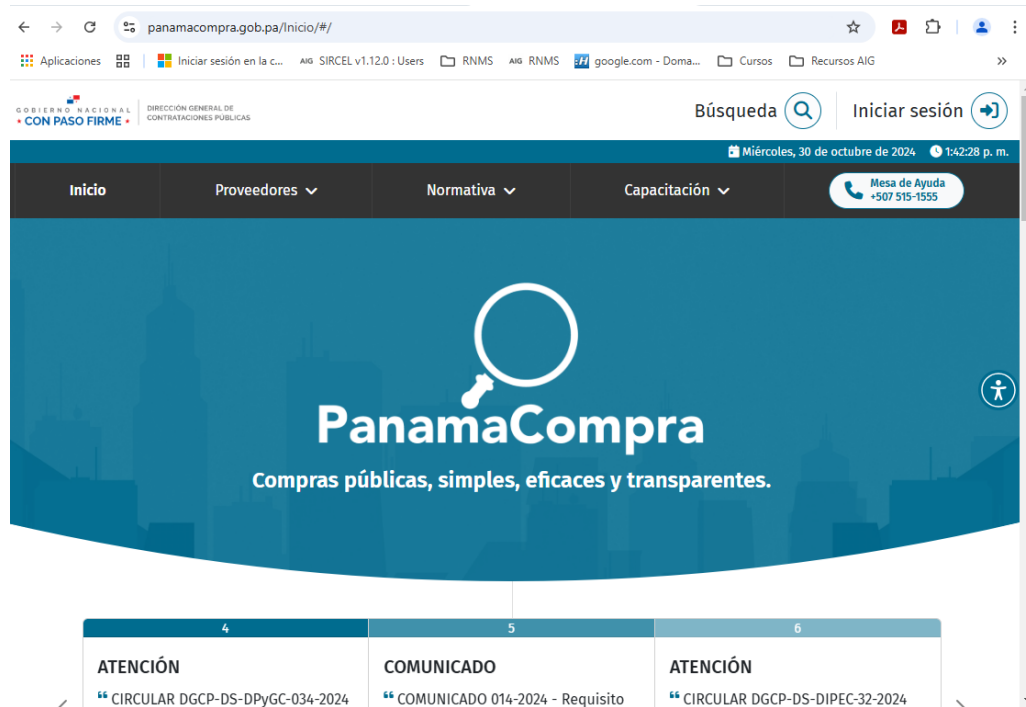 panamacompra.gob.pa/Inicio/#/
Aplicaciones
Iniciar sesión en la c...
AIG SIRCEL v1.12.0 : Users
RNMS
AIG RNMS
:H google.com - Doma...
Cursos
Recursos AIG
»
GOBIERNO NACIONAL
• CON PASO FIRME •
DIRECCIÓN GENERAL DE
CONTRATACIONES PÚBLICAS
Búsqueda
Iniciar sesión
Miércoles, 30 de octubre de 2024 1:42:28 p. m.
Inicio
Proveedores
Normativa
Capacitación
Mesa de Ayuda
+507 515-1555
PanamaCompra
Compras públicas, simples, eficaces y transparentes.
4
5
6
ATENCIÓN
COMUNICADO
ATENCIÓN
❝ CIRCULAR DGCP-DS-DPyGC-034-2024
❝ COMUNICADO 014-2024 - Requisito
❝ CIRCULAR DGCP-DS-DIPEC-32-2024